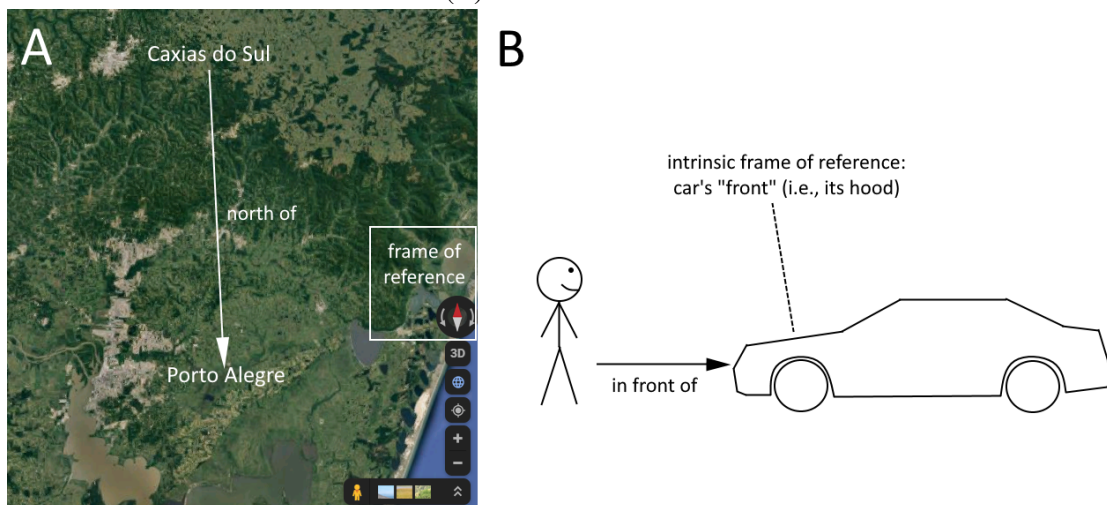 A
Caxias do Sul
north of
frame of
reference
3D
Porto Alegre
+
−
B
intrinsic frame of reference:
car's "front" (i.e., its hood)
in front of